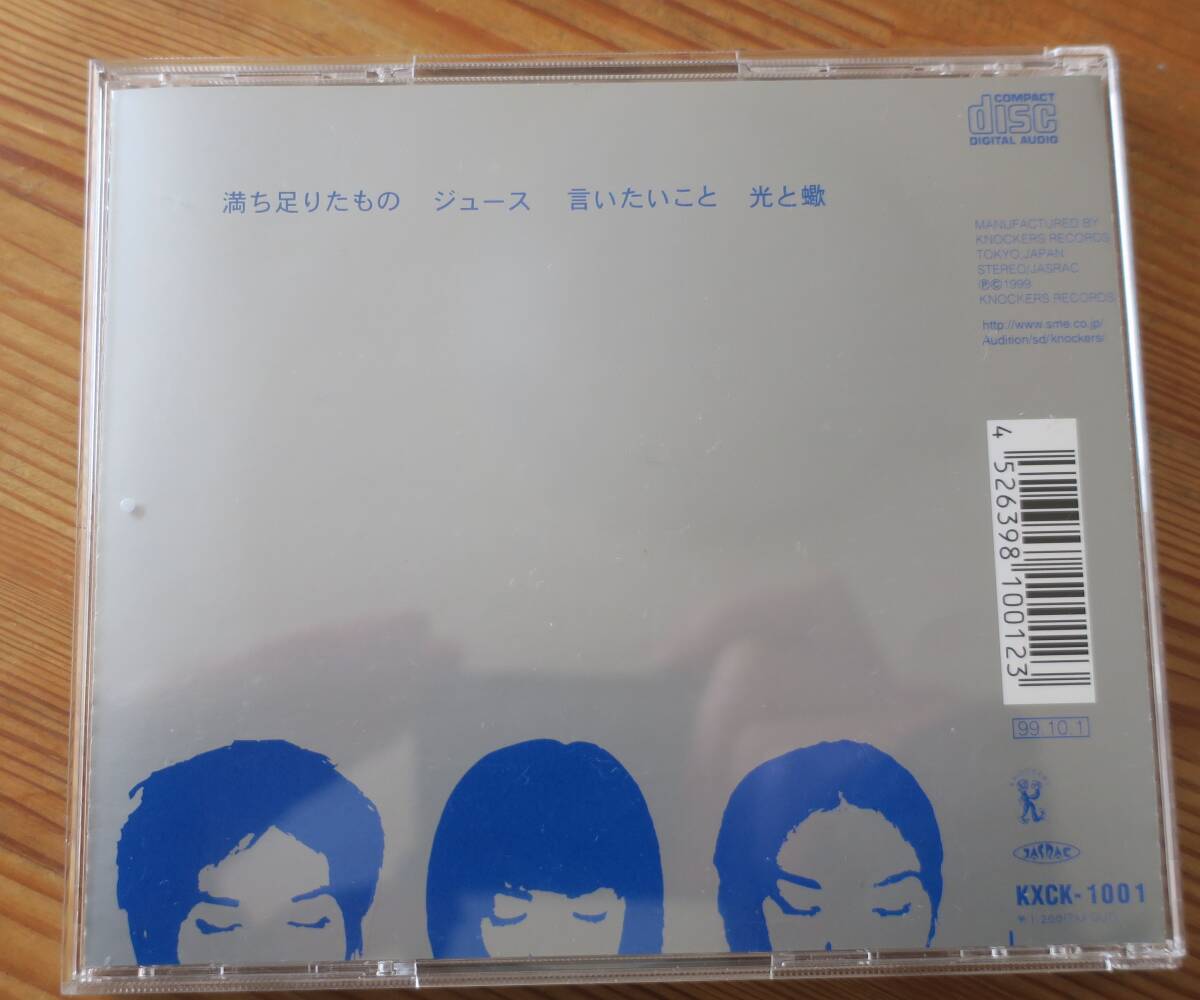 COMPACT
disc
DIGITAL AUDIO
満ち足りたもの ジュース 言いたいこと 光と蠍
MANUFACTURED BY
KNOCKERS RECORDS
TOKYO,JAPAN
STEREO/JASRAC
ⓅⒸ1999
KNOCKERS RECORDS
http://www.sme.co.jp/
Audition/sd/knockers/
4 526398 100123
99.10.1
JASRAC
KXCK-1001